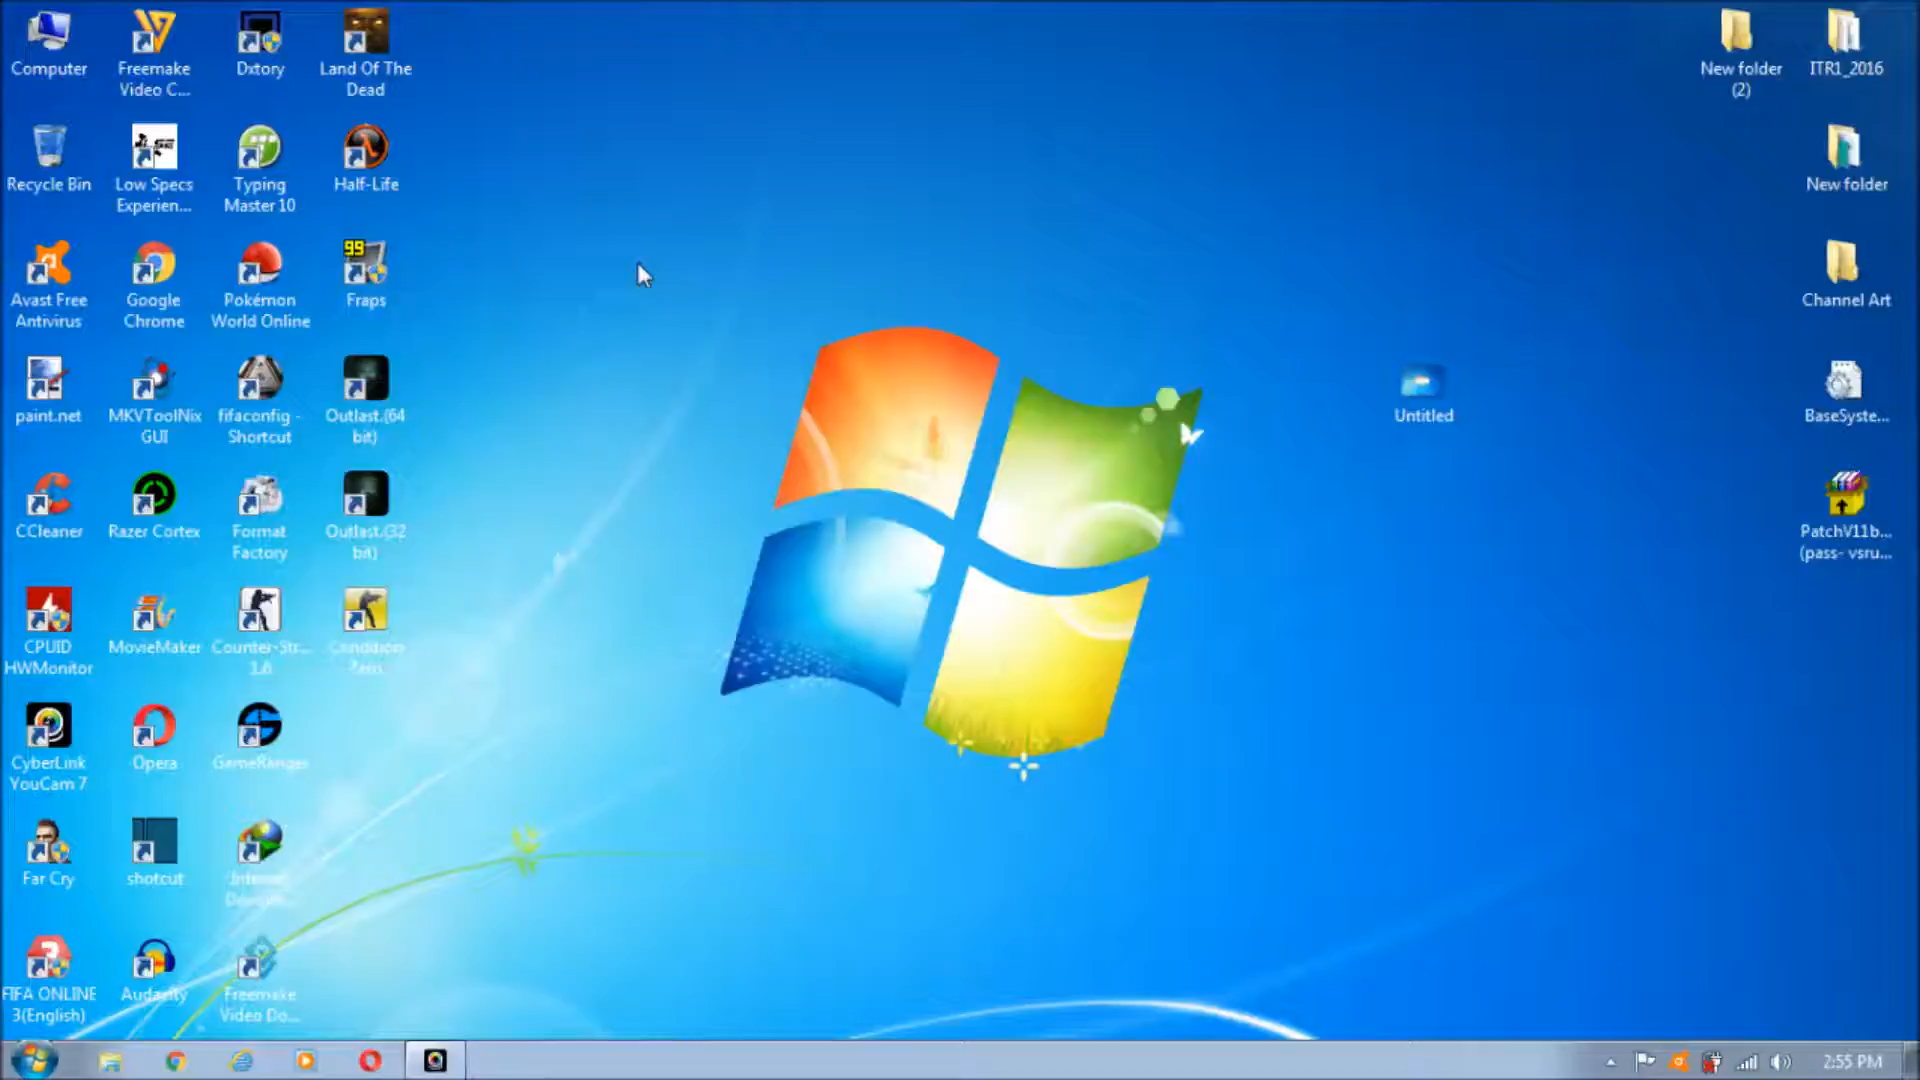 Computer
Freemake
Video C...
Dxtory
Land Of The
Dead
New folder
(2)
ITR1_2016
Recycle Bin
Low Specs
Experien...
Typing
Master 10
Half-Life
New folder
99
Avast Free
Antivirus
Google
Chrome
Pokémon
World Online
Fraps
Channel Art
paint.net
MKVToolNix
GUI
fifaconfig -
Shortcut
Outlast.(64
bit)
Untitled
BaseSyste...
CCleaner
Razer Cortex
Format
Factory
Outlast.(32
bit)
PatchV11b...
(pass- vsru...
CPUID
HWMonitor
MovieMaker
Counter-Str...
1.6
Condition
Zero
CyberLink
YouCam 7
Opera
GameRanger
Far Cry
shotcut
FIFA ONLINE
3(English)
Audacity
Freemake
Video Do...
2:55 PM